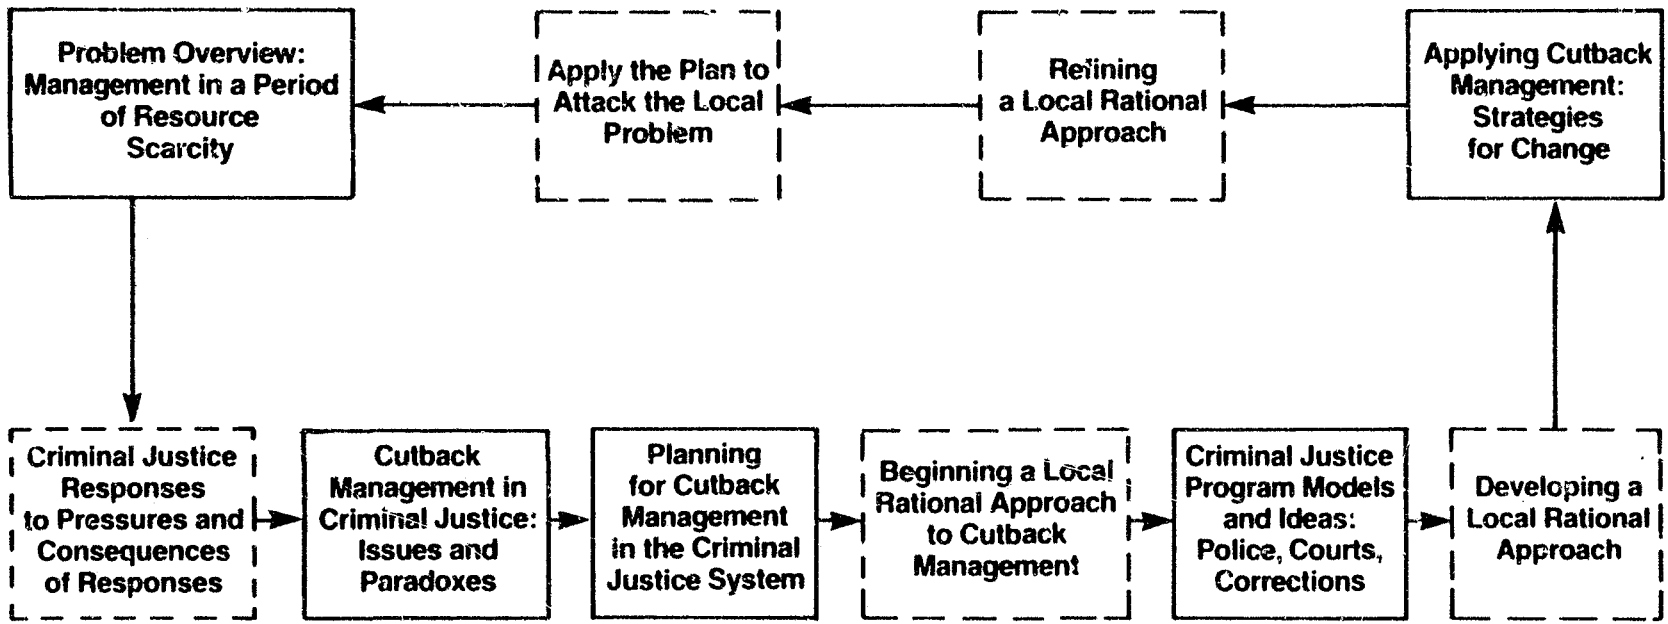 Problem Overview:
Management in a Period
of Resource
Scarcity
Apply the Plan to
Attack the Local
Problem
Refining
a Local Rational
Approach
Applying Cutback
Management:
Strategies
for Change
Criminal Justice
Responses
to Pressures and
Consequences
of Responses
Cutback
Management in
Criminal Justice:
Issues and
Paradoxes
Planning
for Cutback
Management
in the Criminal
Justice System
Beginning a Local
Rational Approach
to Cutback
Management
Criminal Justice
Program Models
and Ideas:
Police, Courts,
Corrections
Developing a
Local Rational
Approach